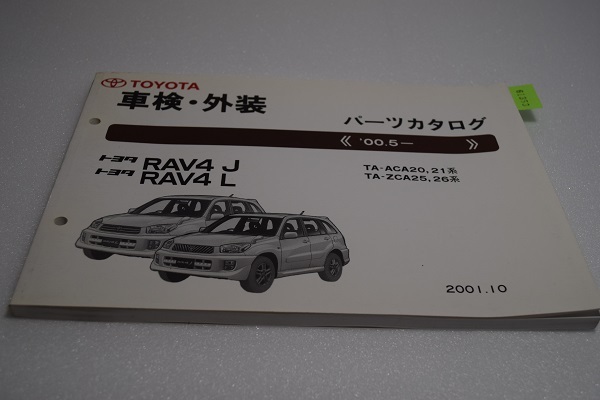 TOYOTA
車検・外装
パーツカタログ
《 '00.5— 》
トヨタ RAV4 J
トヨタ RAV4 L
TA-ACA20, 21系
TA-ZCA25, 26系
2001.10